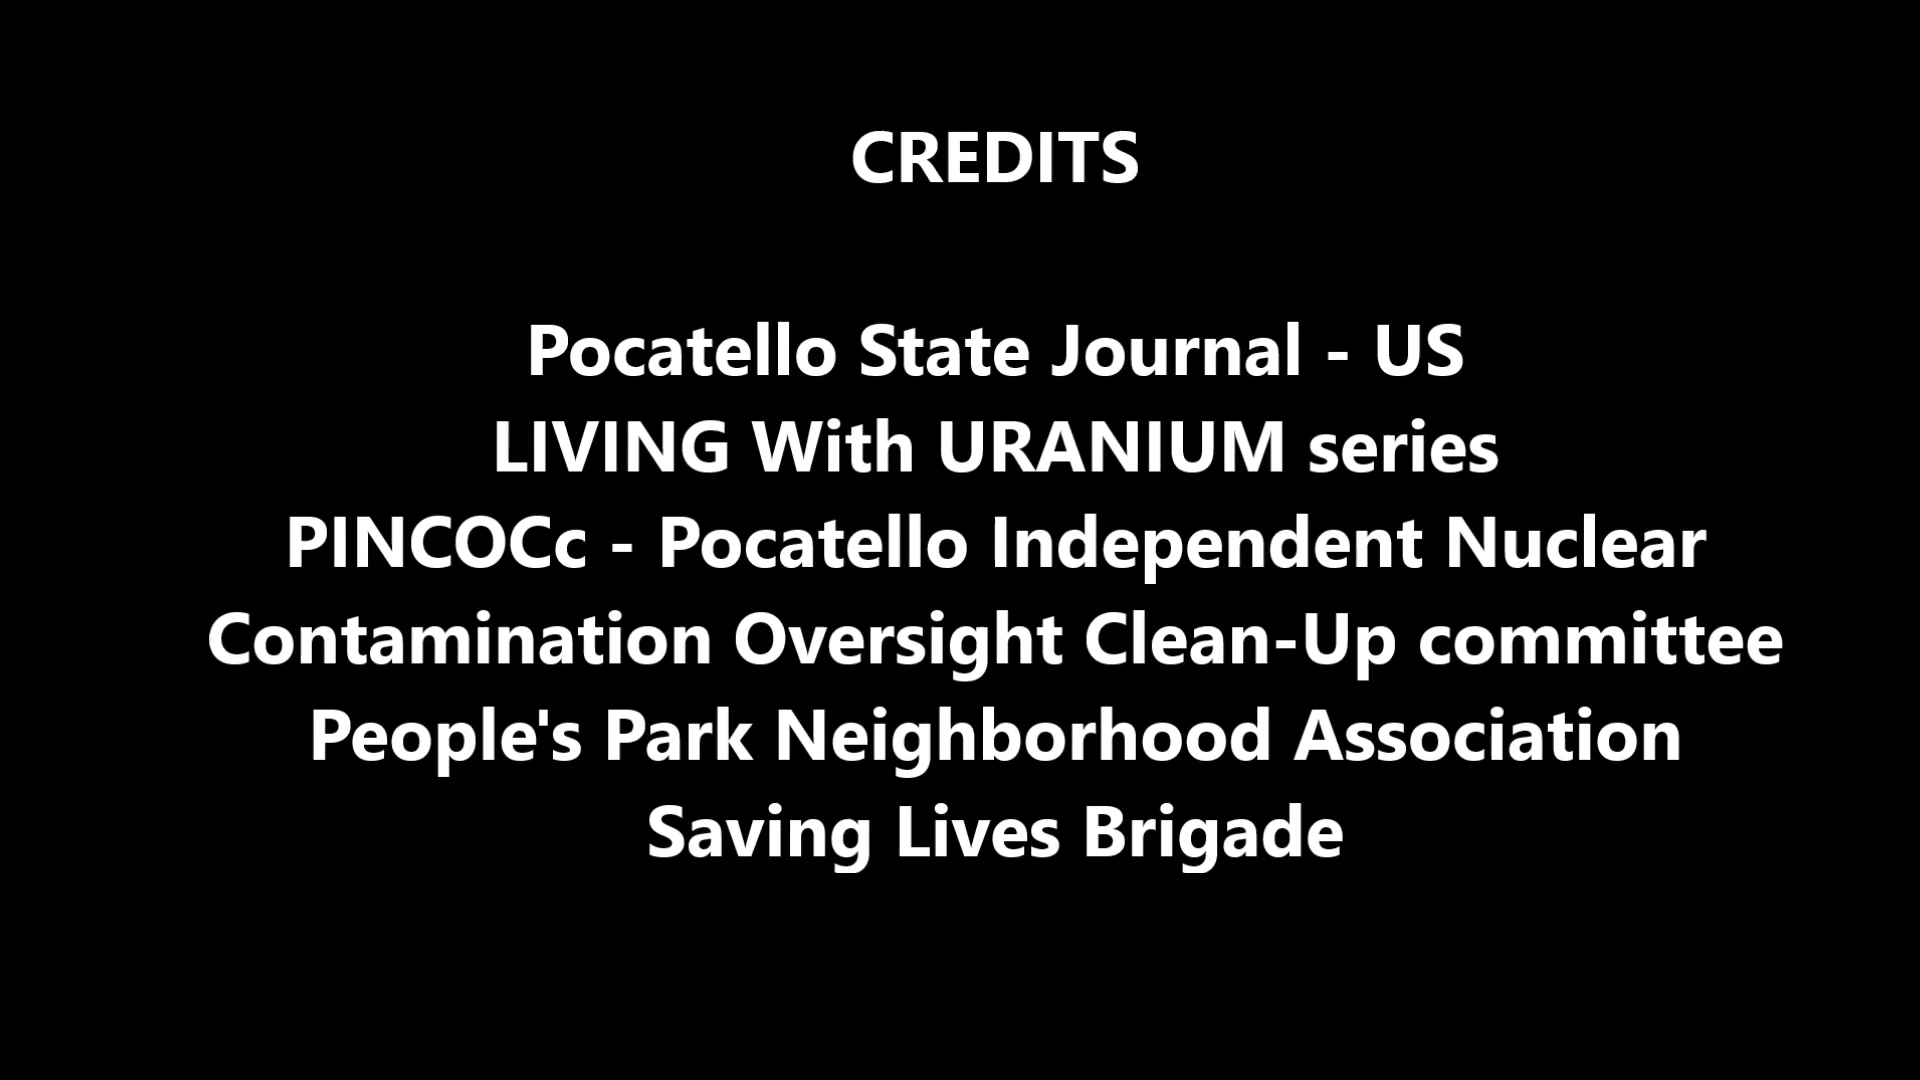 CREDITS
Pocatello State Journal - US
LIVING With URANIUM series
PINCOCc - Pocatello Independent Nuclear
Contamination Oversight Clean-Up committee
People's Park Neighborhood Association
Saving Lives Brigade